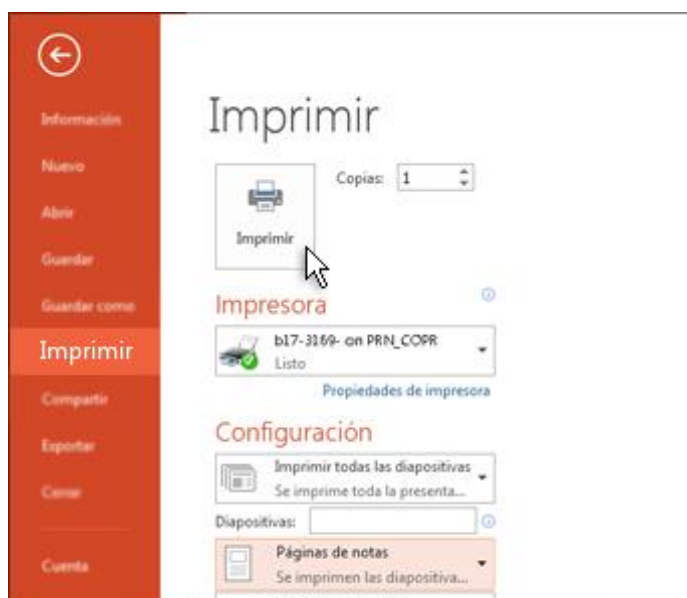 Información
Nuevo
Abrir
Guardar
Guardar como
Imprimir
Compartir
Exportar
Cerrar
Cuenta
Imprimir
Copias: 1
Imprimir
Impresora
b17-3169- on PRN_COPR
Listo
Propiedades de impresora
Configuración
Imprimir todas las diapositivas
Se imprime toda la presenta...
Diapositivas:
Páginas de notas
Se imprimen las diapositiva...